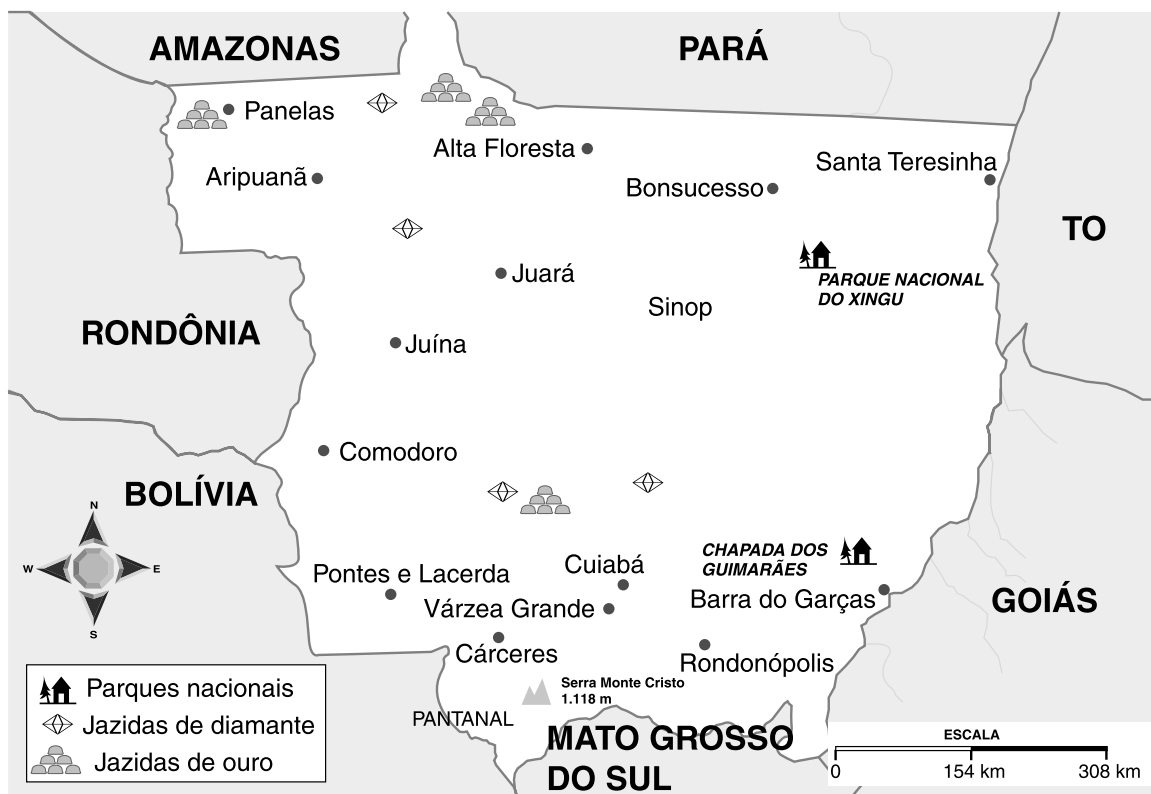 AMAZONAS
PARÁ
Panelas
Alta Floresta
Santa Teresinha
Aripuanã
Bonsucesso
TO
Juará
PARQUE NACIONAL
DO XINGU
Sinop
RONDÔNIA
Juína
Comodoro
BOLÍVIA
N
W
E
S
CHAPADA DOS
GUIMARÃES
Cuiabá
Pontes e Lacerda
Várzea Grande
Barra do Garças
GOIÁS
Cárceres
Rondonópolis
Serra Monte Cristo
1.118 m
PANTANAL
MATO GROSSO
DO SUL
Parques nacionais
Jazidas de diamante
Jazidas de ouro
ESCALA
0 154 km 308 km